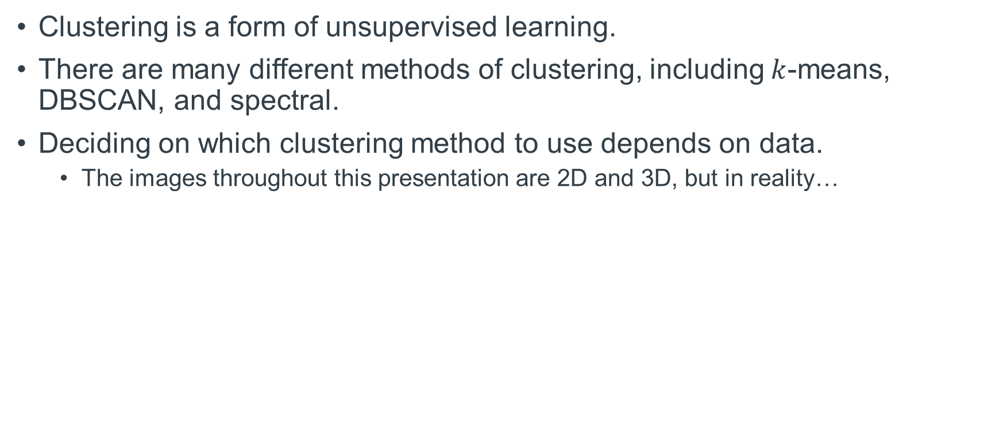 • Clustering is a form of unsupervised learning.
• There are many different methods of clustering, including k-means,
DBSCAN, and spectral.
• Deciding on which clustering method to use depends on data.
• The images throughout this presentation are 2D and 3D, but in reality…